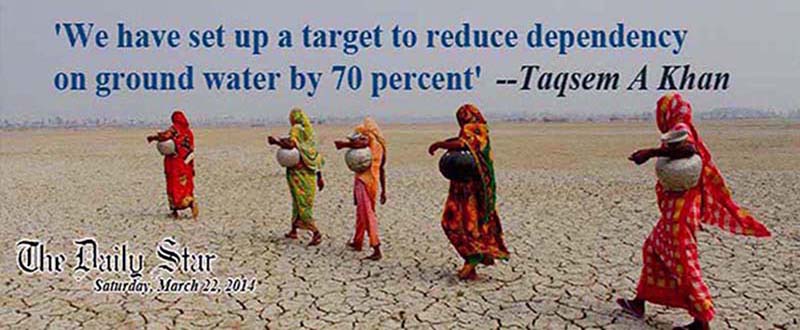 'We have set up a target to reduce dependency
on ground water by 70 percent' --Taqsem A Khan
The Daily Star
Saturday, March 22, 2014